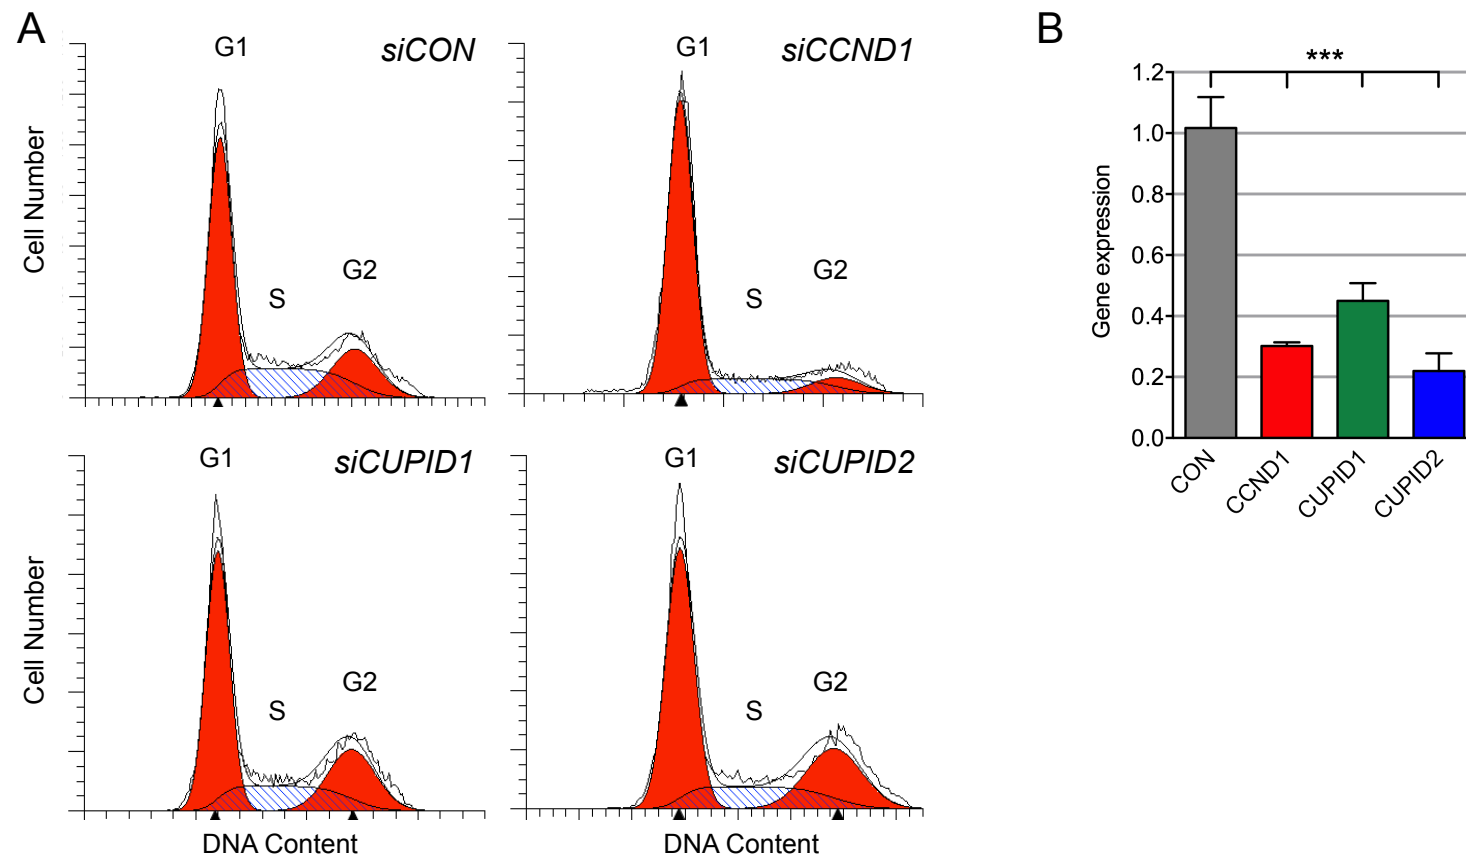 A
G1
siCON
Cell Number
S
G2
G1
siCCND1
S
G2
G1
siCUPID1
Cell Number
S
G2
DNA Content
G1
siCUPID2
S
G2
DNA Content
B
***
1.2
1.0
0.8
0.6
0.4
0.2
0.0
Gene expression
CON
CCND1
CUPID1
CUPID2